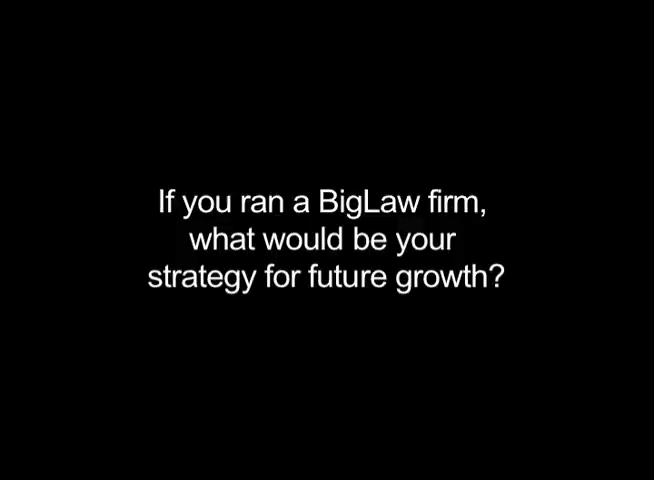 If you ran a BigLaw firm,
what would be your
strategy for future growth?